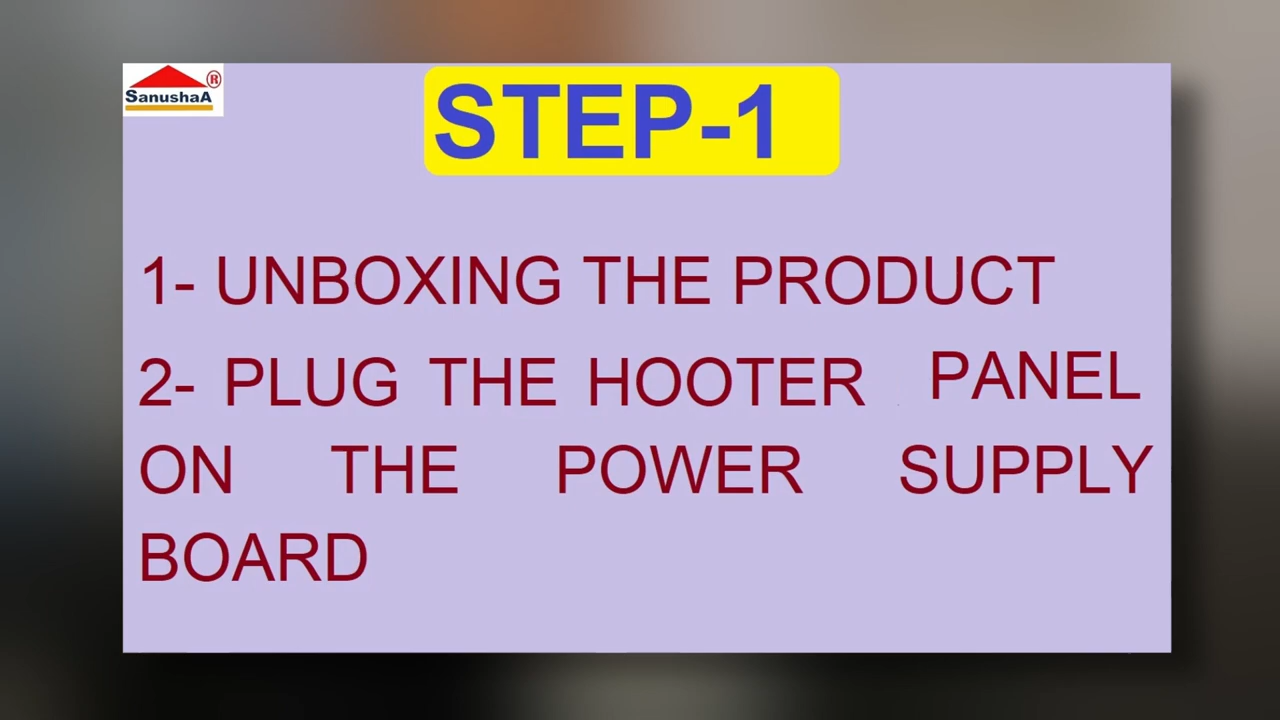 SanushaA®
STEP-1
1- UNBOXING THE PRODUCT
2- PLUG THE HOOTER PANEL
ON THE POWER SUPPLY
BOARD